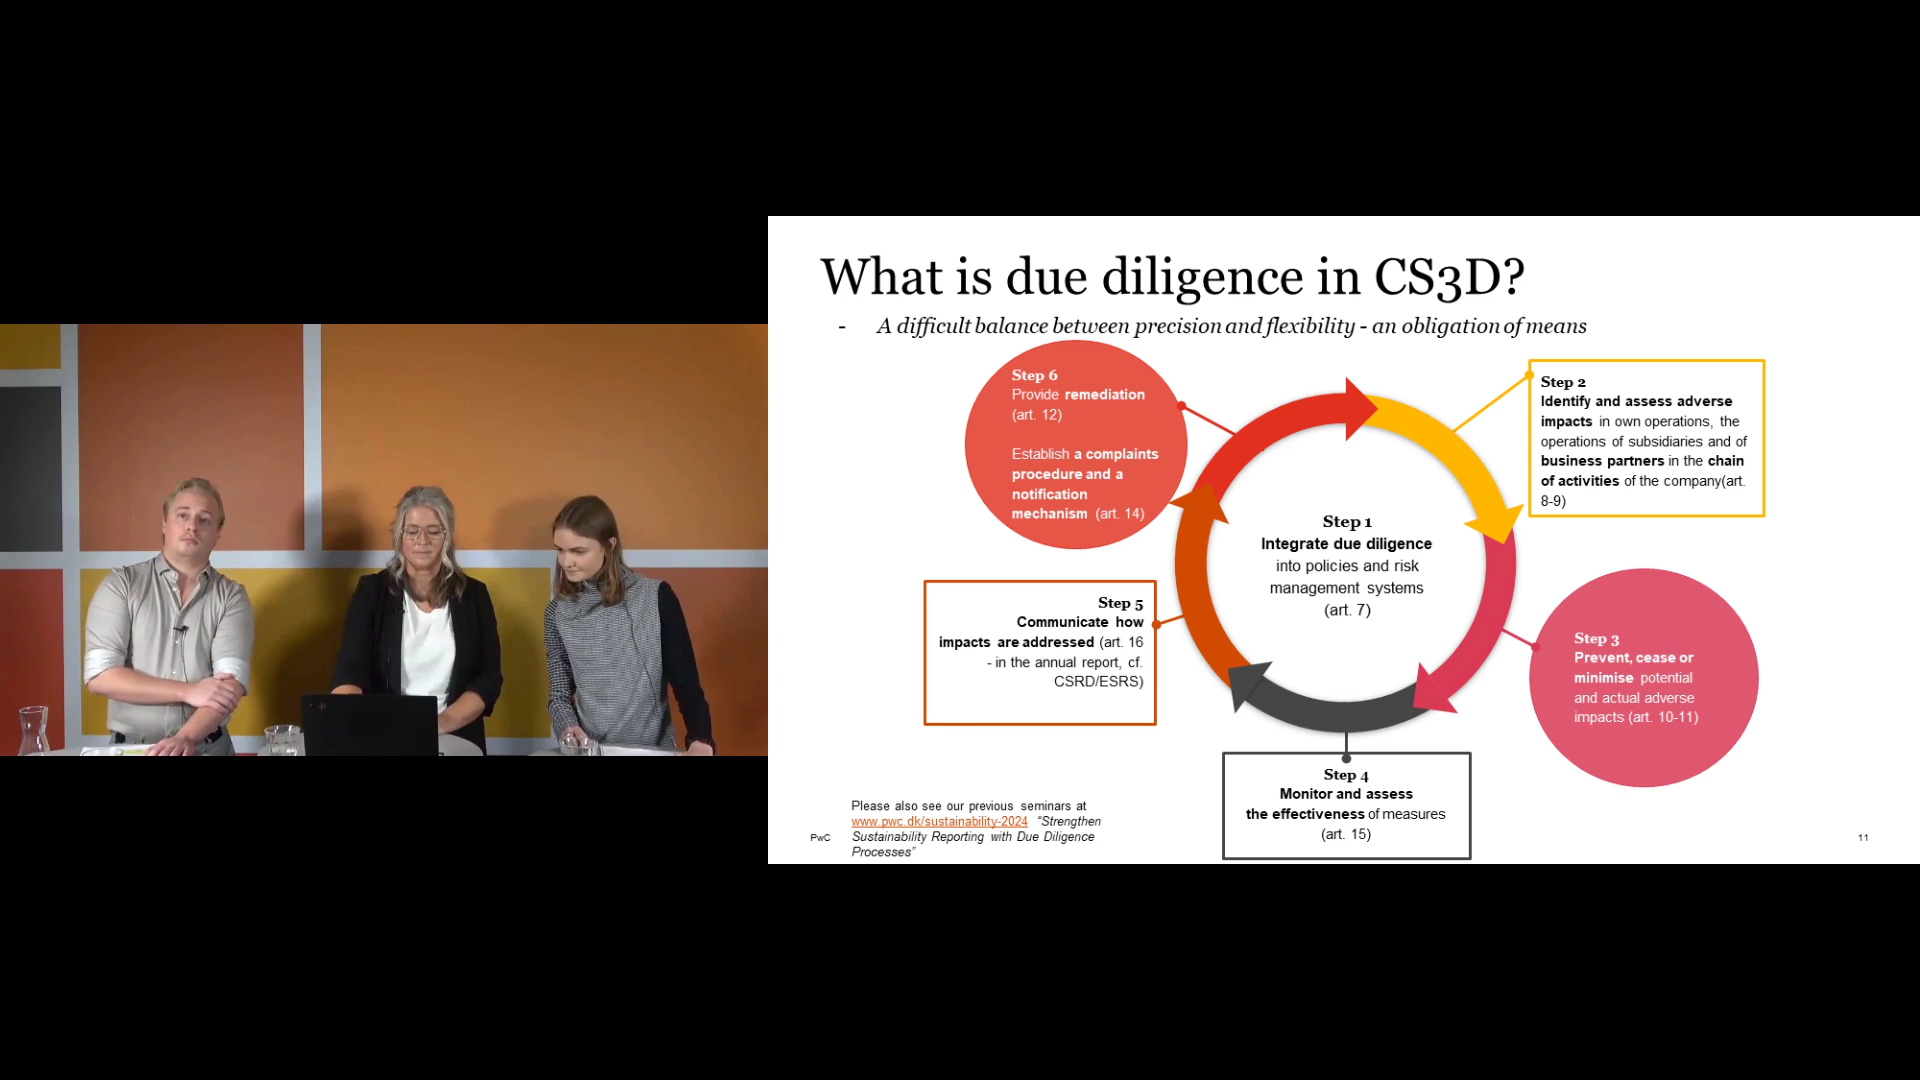 What is due diligence in CS3D?
- A difficult balance between precision and flexibility - an obligation of means
Step 6
Provide remediation
(art. 12)
Establish a complaints
procedure and a
notification
mechanism (art. 14)
Step 2
Identify and assess adverse
impacts in own operations, the
operations of subsidiaries and of
business partners in the chain
of activities of the company(art.
8-9)
Step 1
Integrate due diligence
into policies and risk
management systems
(art. 7)
Step 5
Communicate how
impacts are addressed (art. 16
- in the annual report, cf.
CSRD/ESRS)
Step 3
Prevent, cease or
minimise potential
and actual adverse
impacts (art. 10-11)
Step 4
Monitor and assess
the effectiveness of measures
(art. 15)
Please also see our previous seminars at
www.pwc.dk/sustainability-2024 "Strengthen
Sustainability Reporting with Due Diligence
Processes"
PwC
11